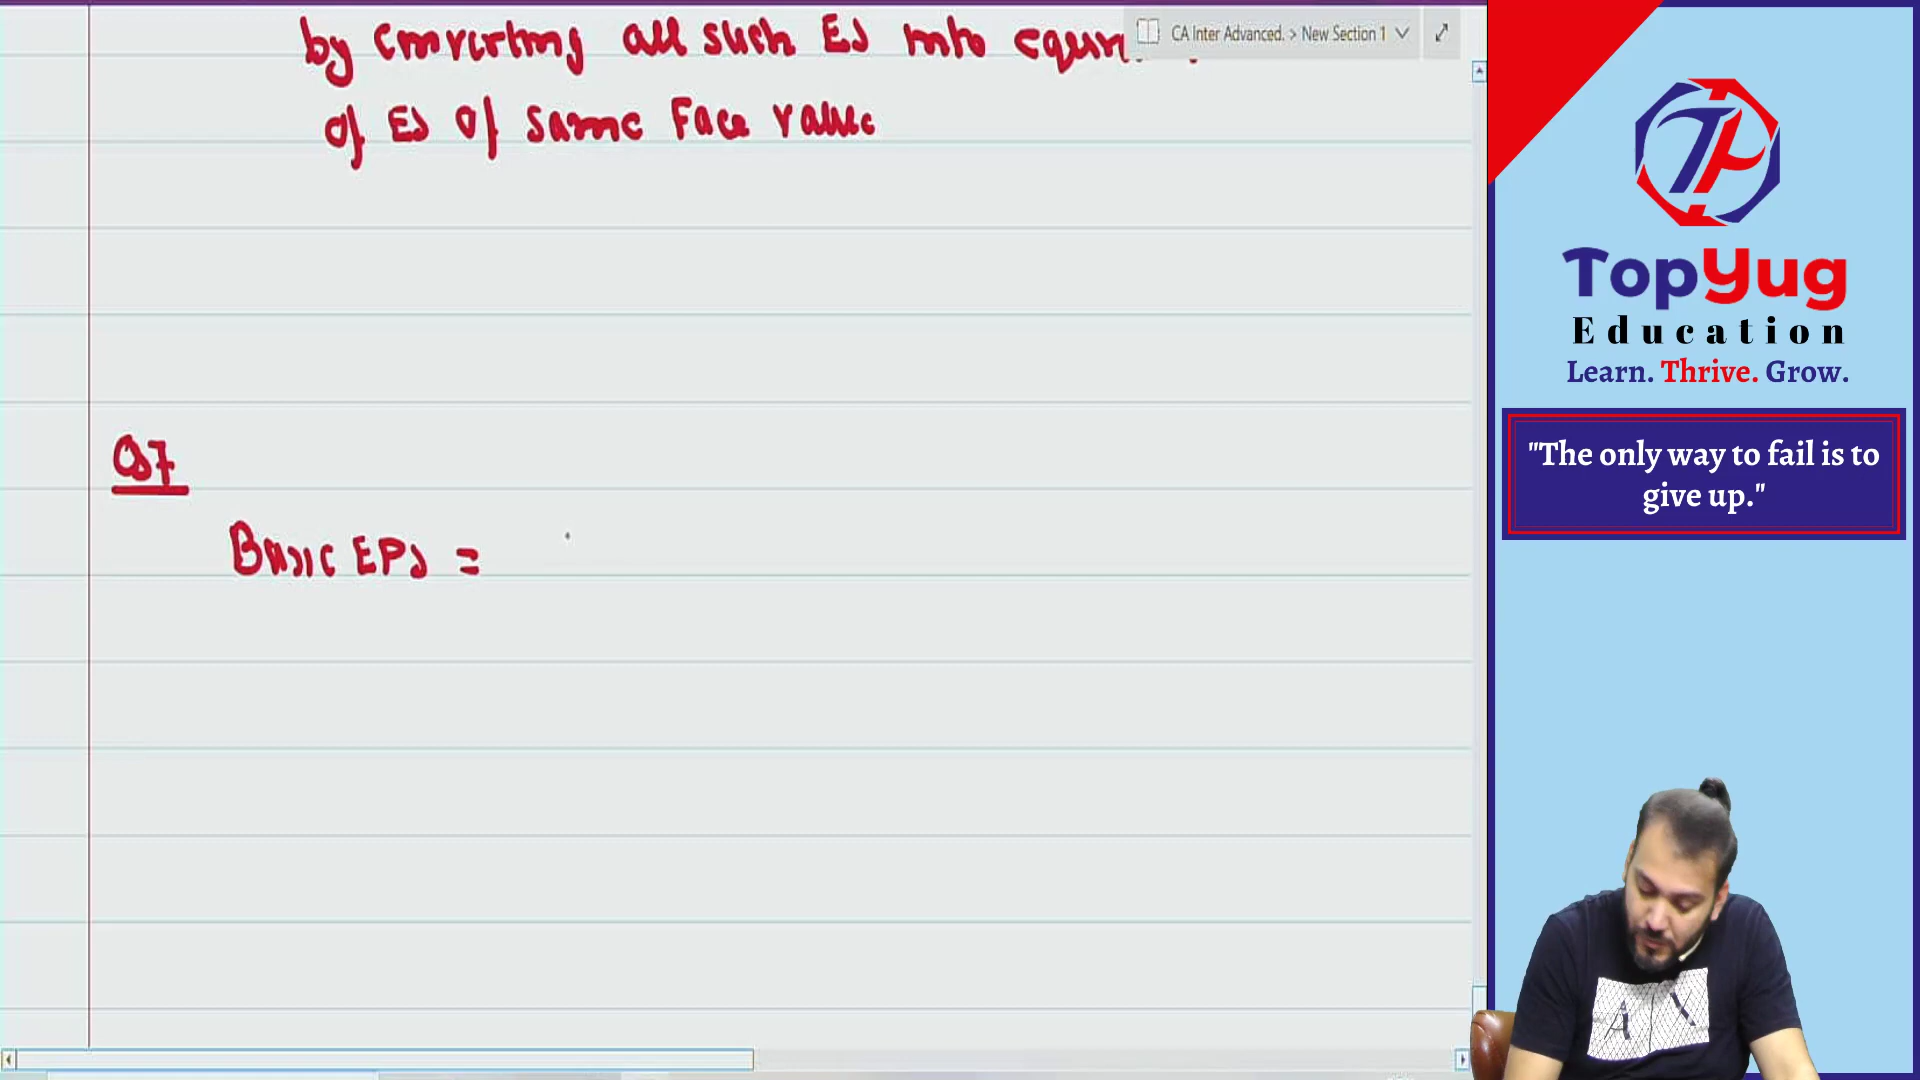 by converting all such ES into
of ES of same Face value
CA Inter Advanced. > New Section 1
Q7
Basic EPS =
TopYug
Education
Learn. Thrive. Grow.
"The only way to fail is to
give up."
A X